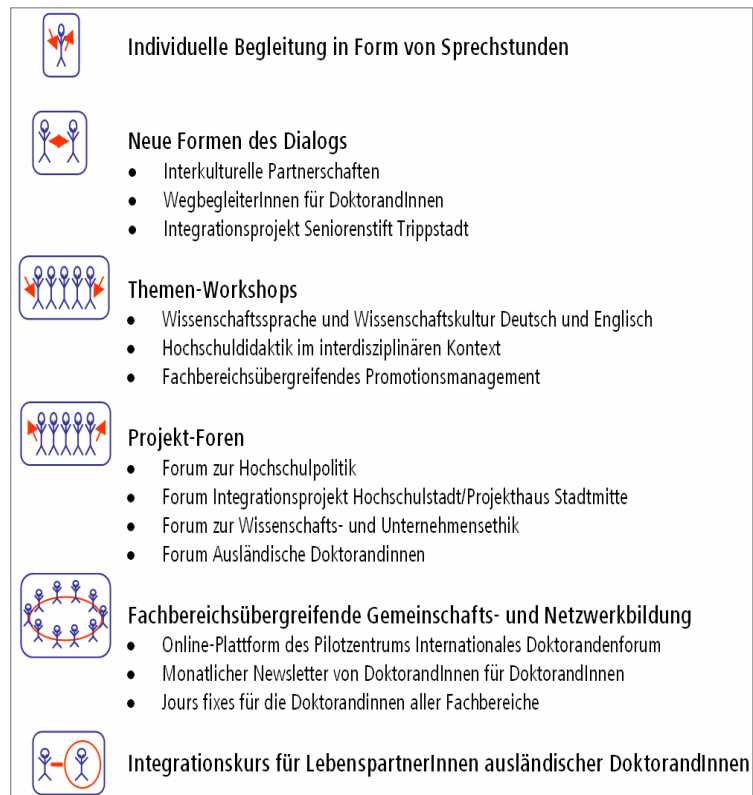 Individuelle Begleitung in Form von Sprechstunden
Neue Formen des Dialogs
• Interkulturelle Partnerschaften
• WegbegleiterInnen für DoktorandInnen
• Integrationsprojekt Seniorenstift Trippstadt
Themen-Workshops
• Wissenschaftssprache und Wissenschaftskultur Deutsch und Englisch
• Hochschuldidaktik im interdisziplinären Kontext
• Fachbereichsübergreifendes Promotionsmanagement
Projekt-Foren
• Forum zur Hochschulpolitik
• Forum Integrationsprojekt Hochschulstadt/Projekthaus Stadtmitte
• Forum zur Wissenschafts- und Unternehmensethik
• Forum Ausländische Doktorandinnen
Fachbereichsübergreifende Gemeinschafts- und Netzwerkbildung
• Online-Plattform des Pilotzentrums Internationales Doktorandenforum
• Monatlicher Newsletter von DoktorandInnen für DoktorandInnen
• Jours fixes für die Doktorandinnen aller Fachbereiche
Integrationskurs für LebenspartnerInnen ausländischer DoktorandInnen